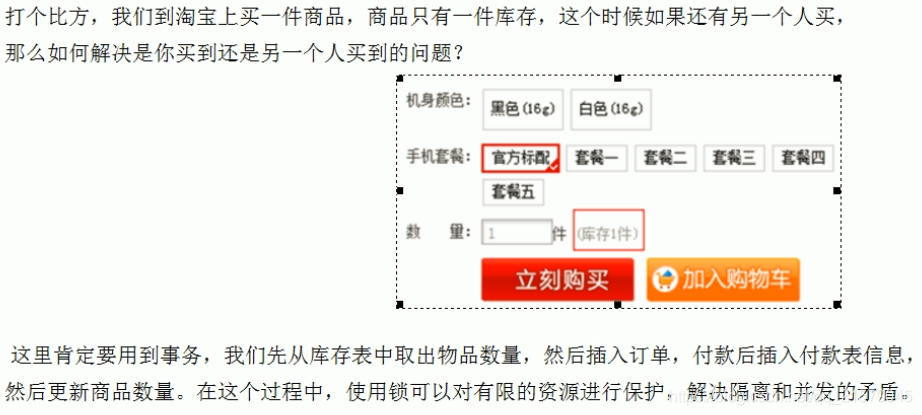 打个比方，我们到淘宝上买一件商品，商品只有一件库存，这个时候如果还有另一个人买，
那么如何解决是你买到还是另一个人买到的问题？
机身颜色： 黑色(16g) 白色(16g)
手机套餐： 官方标配 套餐一 套餐二 套餐三 套餐四
套餐五
数 量： 1 件 (库存1件)
立刻购买 加入购物车
这里肯定要用到事务，我们先从库存表中取出物品数量，然后插入订单，付款后插入付款表信息，
然后更新商品数量。在这个过程中，使用锁可以对有限的资源进行保护，解决隔离和并发的矛盾。